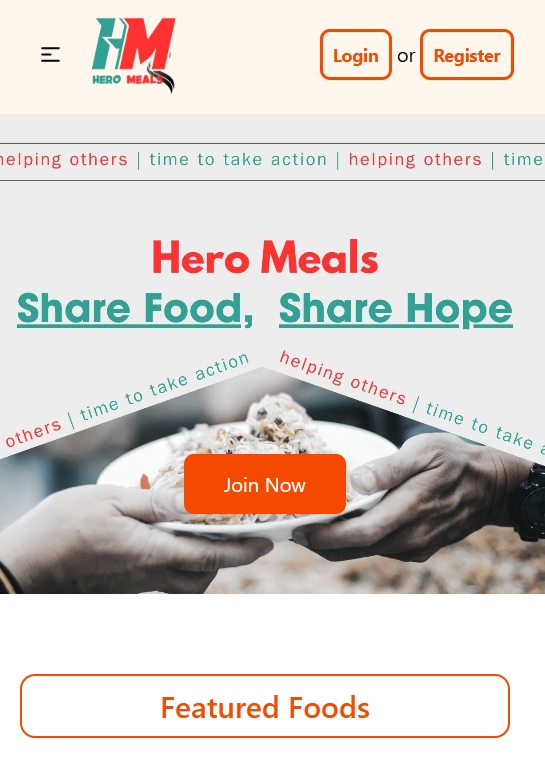 HM
HERO MEALS
Login or Register
helping others | time to take action | helping others | time
Hero Meals
Share Food, Share Hope
others | time to take action
helping others | time to take a
Join Now
Featured Foods